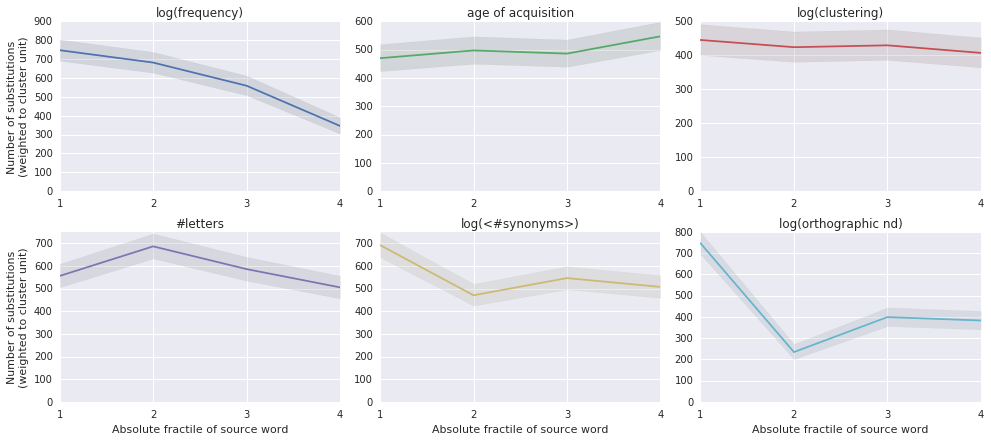 log(frequency)
900
800
700
600
500
400
300
200
100
0
1 2 3 4
Number of substitutions
(weighted to cluster unit)
age of acquisition
600
500
400
300
200
100
0
1 2 3 4
log(clustering)
500
400
300
200
100
0
1 2 3 4
#letters
700
600
500
400
300
200
100
0
1 2 3 4
Number of substitutions
(weighted to cluster unit)
Absolute fractile of source word
log(<#synonyms>)
700
600
500
400
300
200
100
0
1 2 3 4
Absolute fractile of source word
log(orthographic nd)
800
700
600
500
400
300
200
100
0
1 2 3 4
Absolute fractile of source word